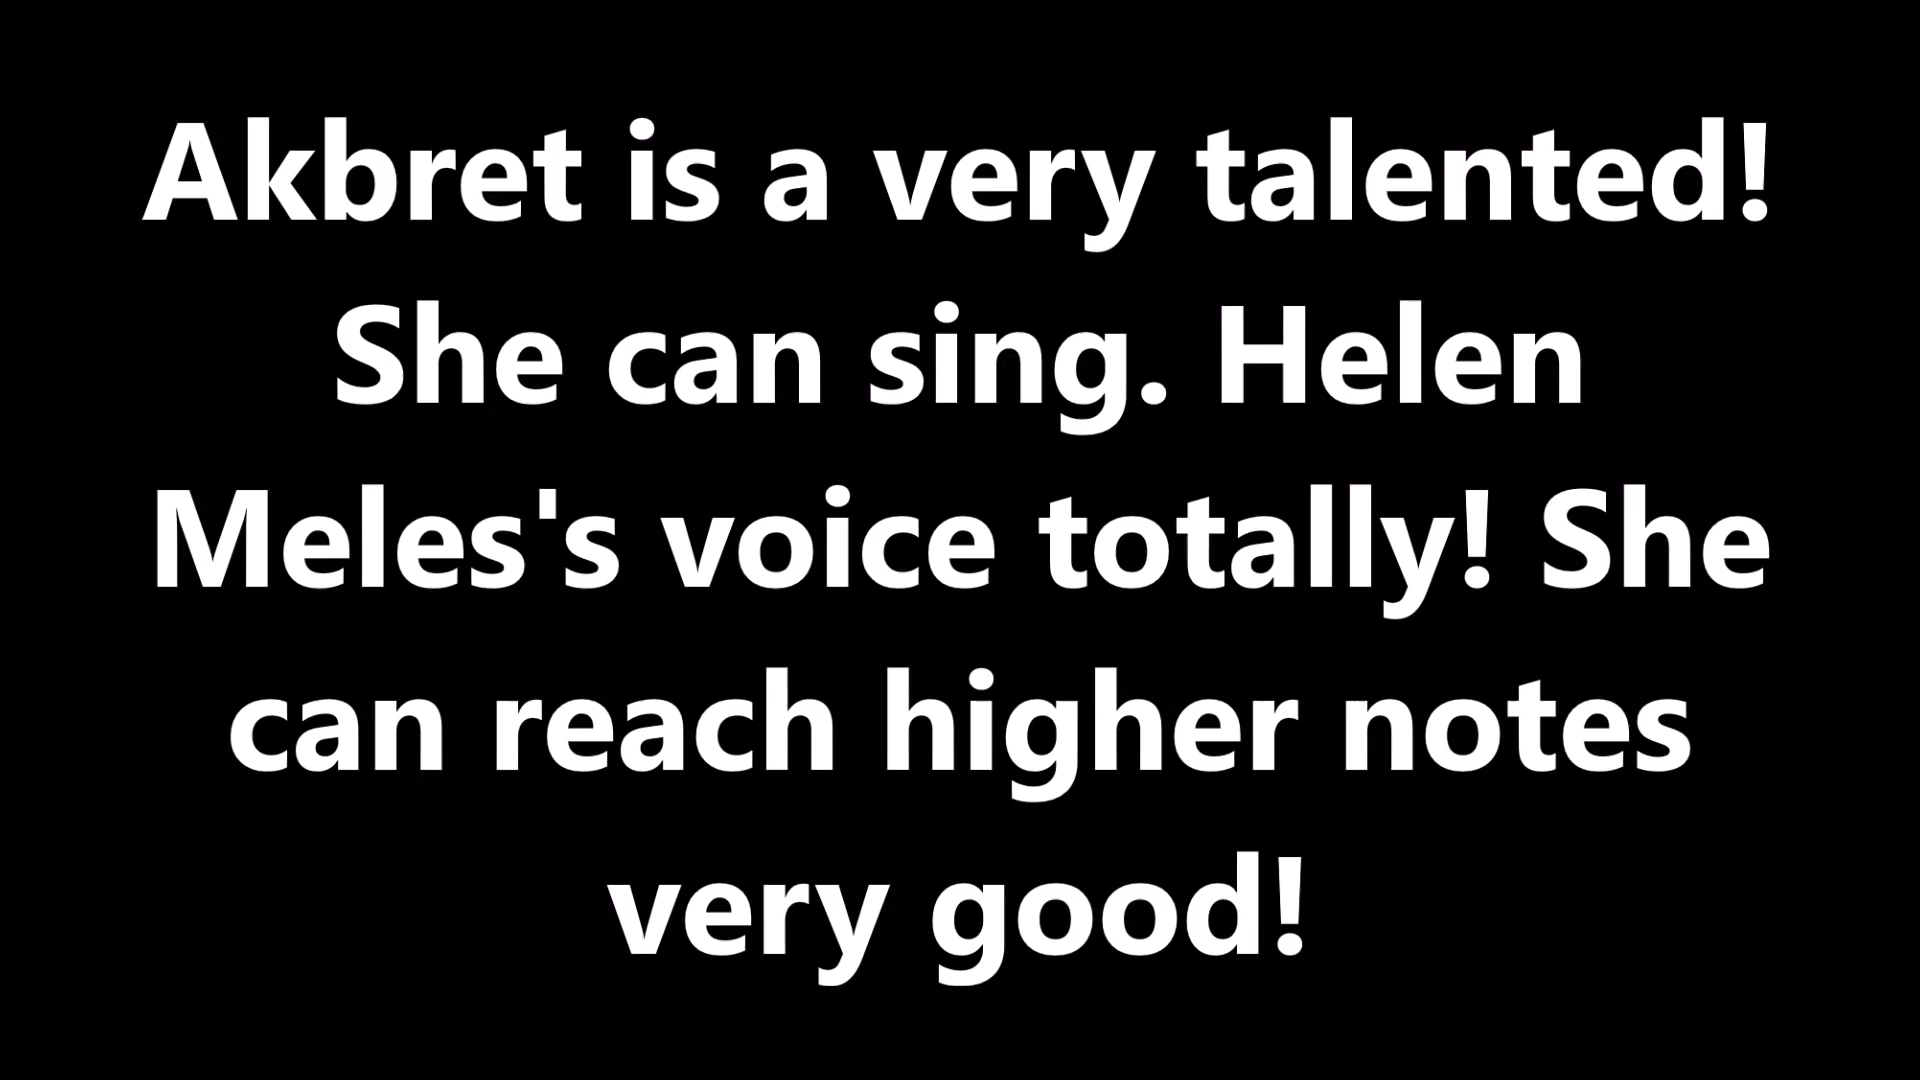 Akbret is a very talented!
She can sing. Helen
Meles's voice totally! She
can reach higher notes
very good!